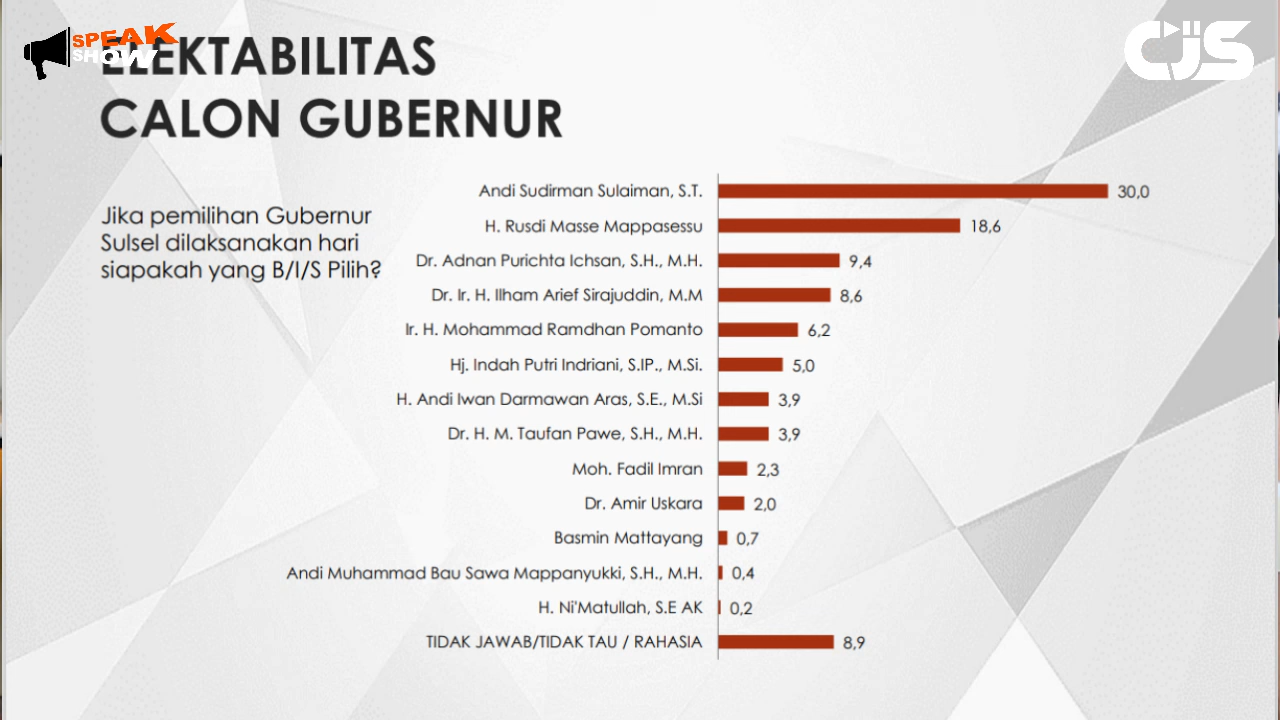 SPEAK
SHOW
CJS
ELEKTABILITAS
CALON GUBERNUR
Jika pemilihan Gubernur
Sulsel dilaksanakan hari
siapakah yang B/I/S Pilih?
Andi Sudirman Sulaiman, S.T. 30,0
H. Rusdi Masse Mappasessu 18,6
Dr. Adnan Purichta Ichsan, S.H., M.H. 9,4
Dr. Ir. H. Ilham Arief Sirajuddin, M.M 8,6
Ir. H. Mohammad Ramdhan Pomanto 6,2
Hj. Indah Putri Indriani, S.IP., M.Si. 5,0
H. Andi Iwan Darmawan Aras, S.E., M.Si 3,9
Dr. H. M. Taufan Pawe, S.H., M.H. 3,9
Moh. Fadil Imran 2,3
Dr. Amir Uskara 2,0
Basmin Mattayang 0,7
Andi Muhammad Bau Sawa Mappanyukki, S.H., M.H. 0,4
H. Ni'Matullah, S.E AK 0,2
TIDAK JAWAB/TIDAK TAU / RAHASIA 8,9